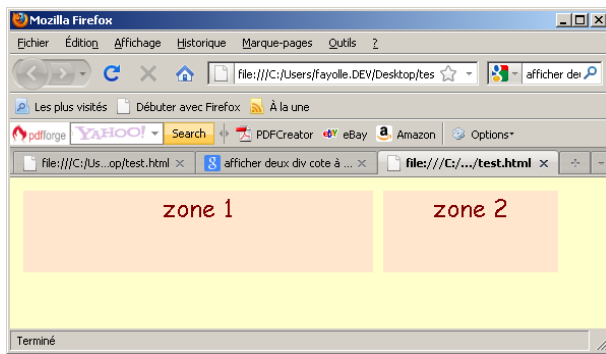 Mozilla Firefox
Fichier Édition Affichage Historique Marque-pages Outils ?
file:///C:/Users/fayolle.DEV/Desktop/tes afficher de
Les plus visités Débuter avec Firefox À la une
pdfforge YAHOO! Search PDFCreator eBay Amazon Options
file:///C:/Us...op/test.html afficher deux div cote à ... file:///C:/.../test.html
zone 1 zone 2
Terminé